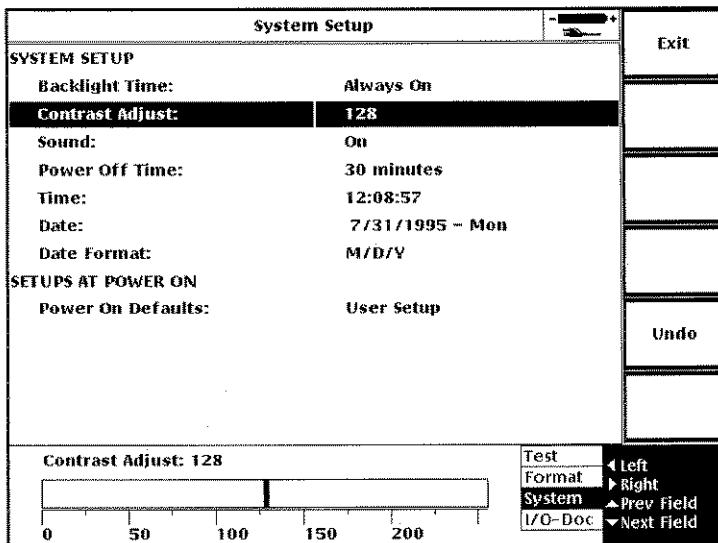 System Setup
- +
Exit
SYSTEM SETUP
Backlight Time: Always On
Contrast Adjust: 128
Sound: On
Power Off Time: 30 minutes
Time: 12:08:57
Date: 7/31/1995 - Mon
Date Format: M/D/Y
SETUPS AT POWER ON
Power On Defaults: User Setup
Undo
Contrast Adjust: 128
0 50 100 150 200
Test
Format
System
I/O-Doc
Left
Right
Prev Field
Next Field